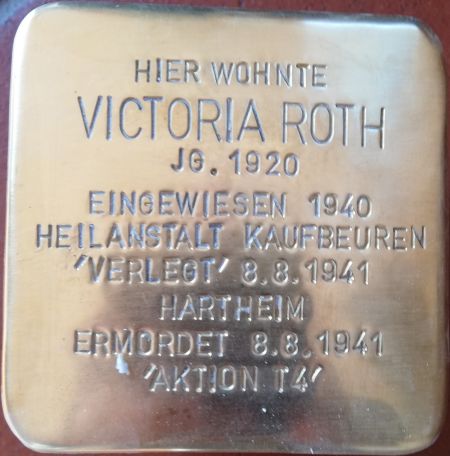 HIER WOHNTE
VICTORIA ROTH
JG. 1920
EINGEWIESEN 1940
HEILANSTALT KAUFBEUREN
'VERLEGT' 8.8.1941
HARTHEIM
ERMORDET 8.8.1941
'AKTION T4'